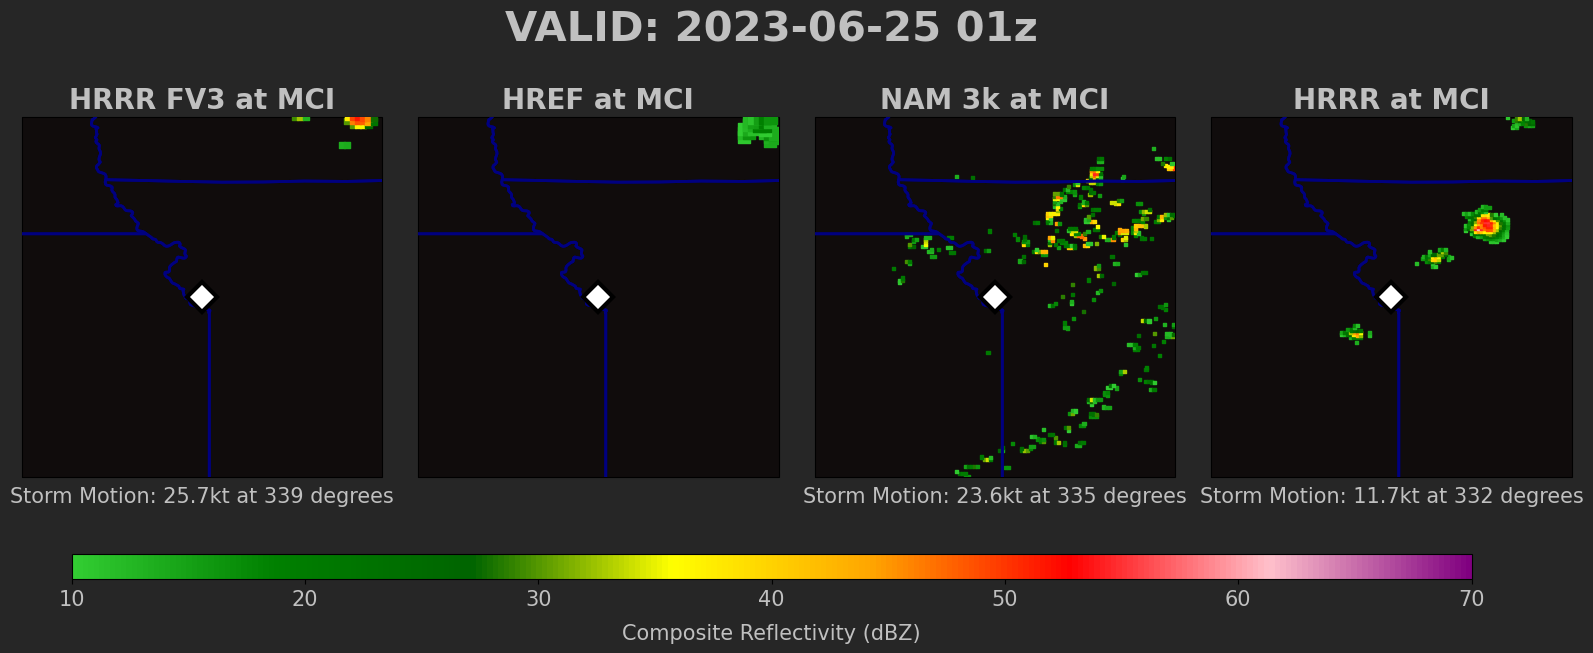 VALID: 2023-06-25 01z
HRRR FV3 at MCI
HREF at MCI
NAM 3k at MCI
HRRR at MCI
Storm Motion: 25.7kt at 339 degrees
Storm Motion: 23.6kt at 335 degrees
Storm Motion: 11.7kt at 332 degrees
10 20 30 40 50 60 70
Composite Reflectivity (dBZ)